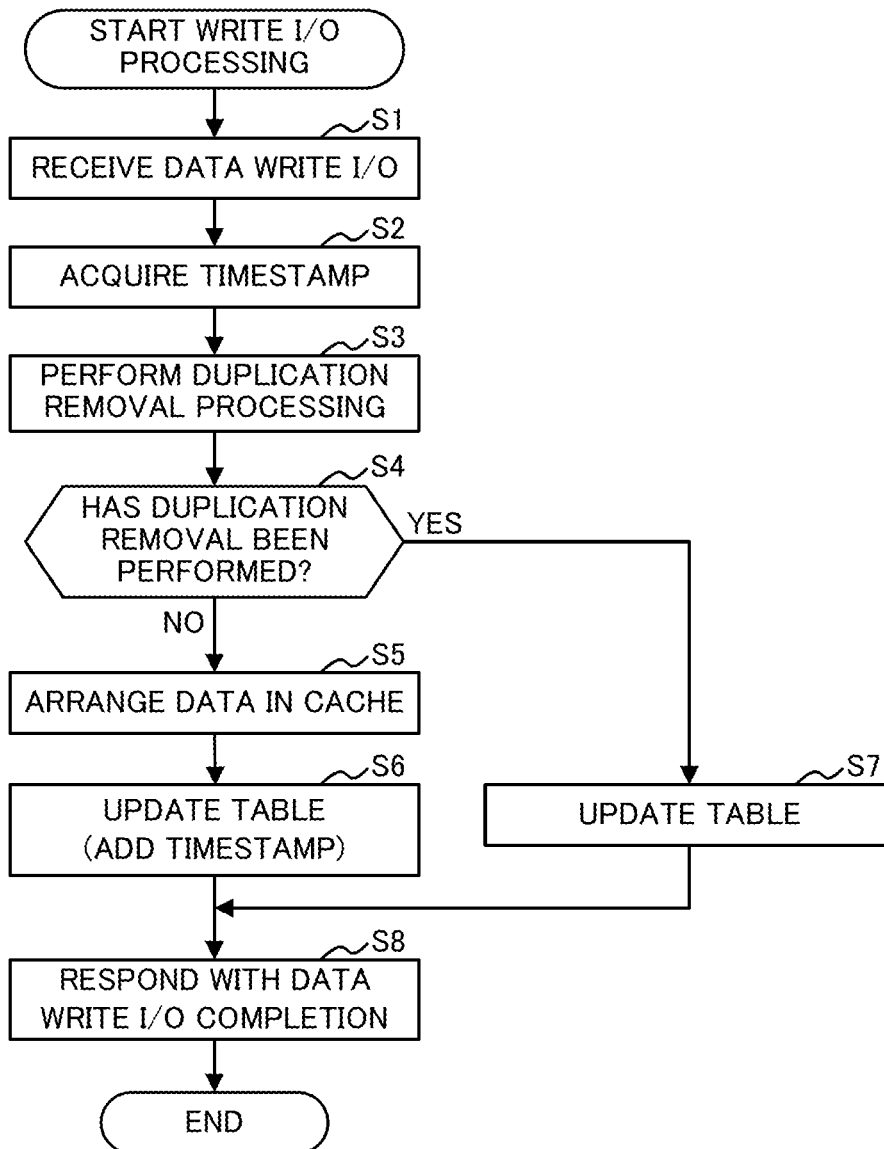 START WRITE I/O
PROCESSING
S1
RECEIVE DATA WRITE I/O
S2
ACQUIRE TIMESTAMP
S3
PERFORM DUPLICATION
REMOVAL PROCESSING
S4
HAS DUPLICATION
REMOVAL BEEN
PERFORMED?
YES
NO
S5
ARRANGE DATA IN CACHE
S6
UPDATE TABLE
(ADD TIMESTAMP)
S7
UPDATE TABLE
S8
RESPOND WITH DATA
WRITE I/O COMPLETION
END